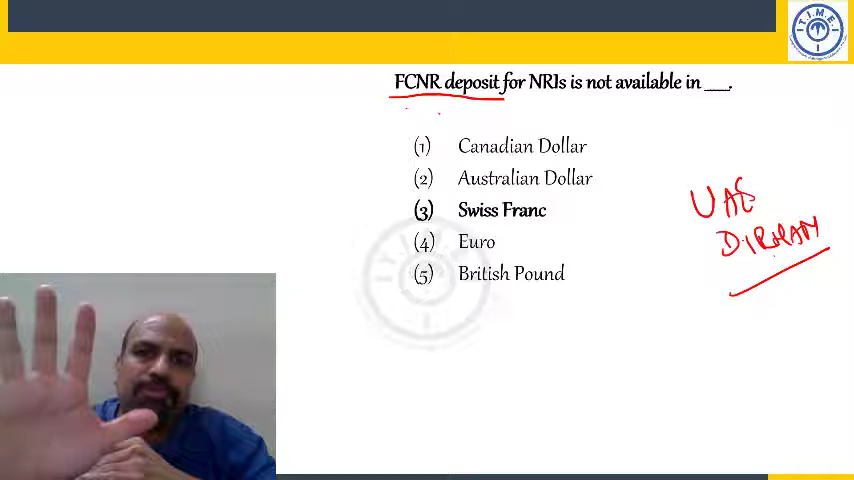 I T.I.M.E. I
FCNR deposit for NRIs is not available in ___.
(1) Canadian Dollar
(2) Australian Dollar
(3) Swiss Franc
(4) Euro
(5) British Pound
UAE
DIRHAM